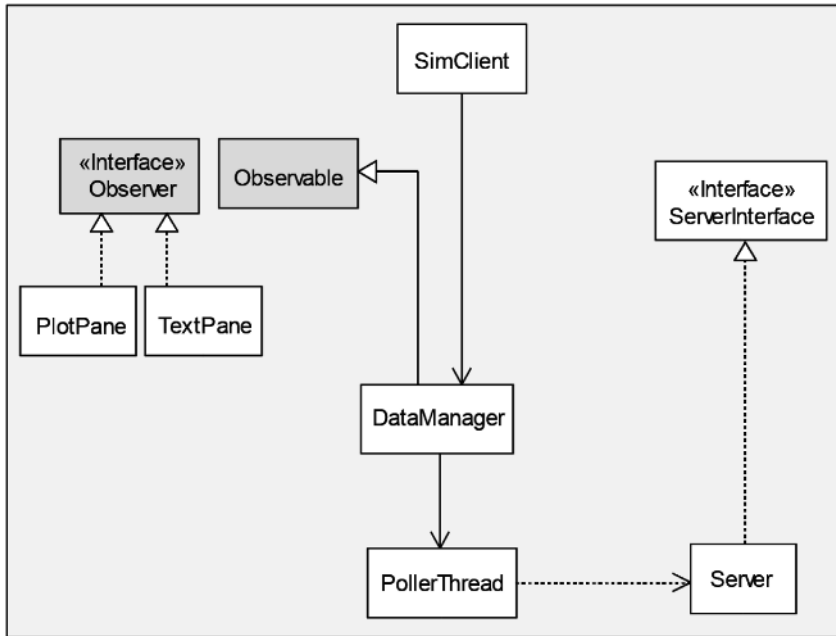 SimClient
«Interface»
Observer
Observable
«Interface»
ServerInterface
PlotPane
TextPane
DataManager
PollerThread
Server